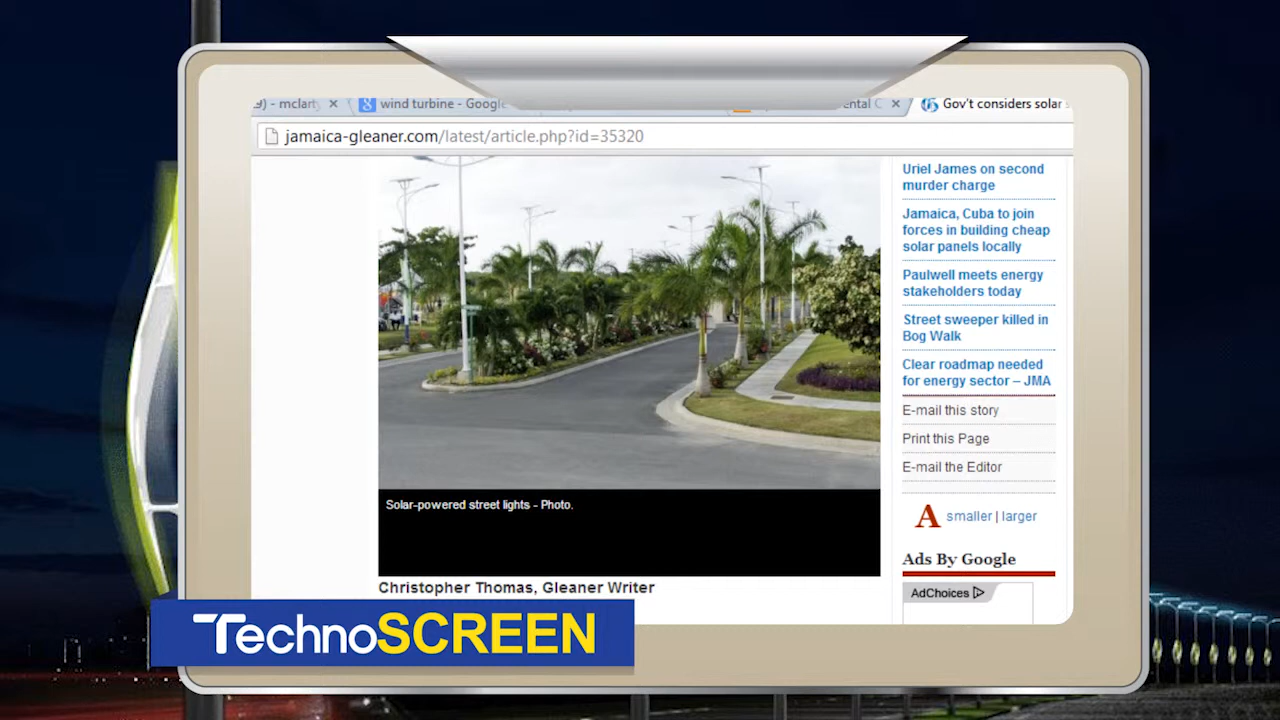 9) - mclarty
wind turbine - Google
ental C
Gov't considers solar s
jamaica-gleaner.com/latest/article.php?id=35320
Uriel James on second
murder charge
Jamaica, Cuba to join
forces in building cheap
solar panels locally
Paulwell meets energy
stakeholders today
Street sweeper killed in
Bog Walk
Clear roadmap needed
for energy sector – JMA
E-mail this story
Print this Page
E-mail the Editor
A smaller | larger
Ads By Google
AdChoices
Solar-powered street lights - Photo.
Christopher Thomas, Gleaner Writer
TechnoSCREEN